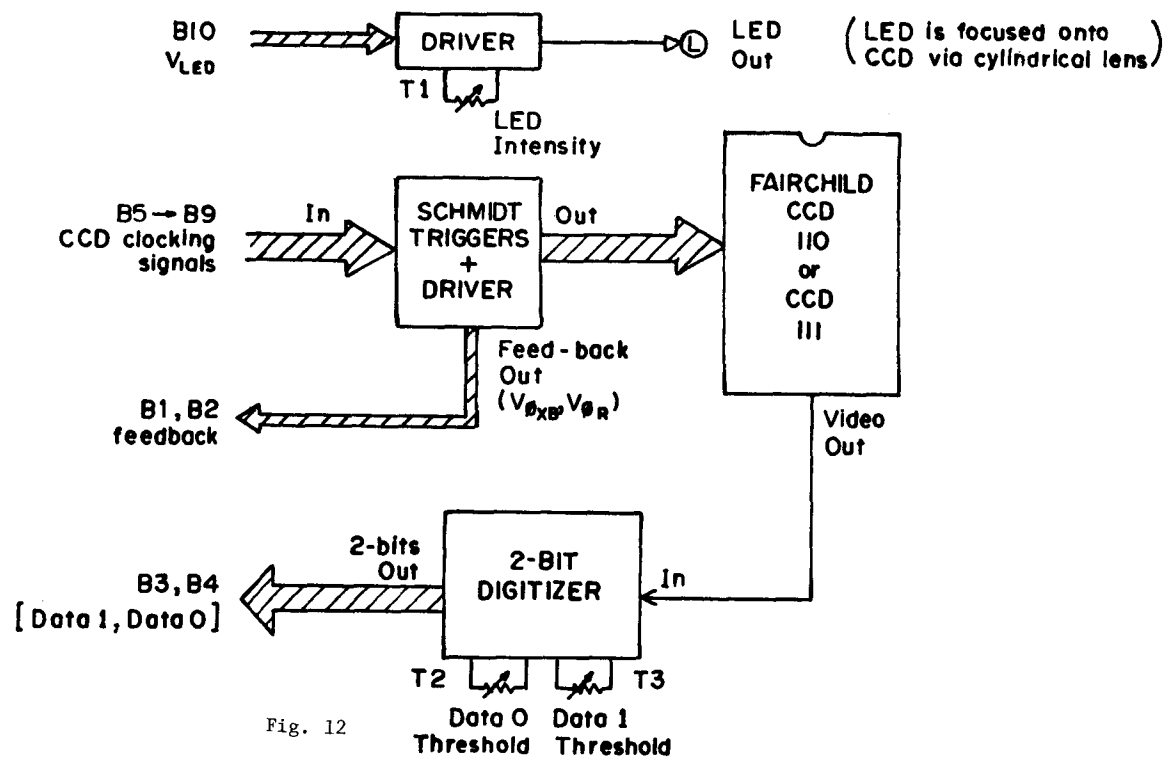 B10
V_LED
DRIVER
T1
LED
Intensity
LED
Out
(LED is focused onto
CCD via cylindrical lens)
B5→B9
CCD clocking
signals
In
SCHMIDT
TRIGGERS
+
DRIVER
Out
FAIRCHILD
CCD
110
or
CCD
111
Feed-back
Out
(VøXB, VøR)
B1, B2
feedback
Video
Out
2-bits
Out
2-BIT
DIGITIZER
In
B3, B4
[Data 1, Data 0]
T2
T3
Data 0
Threshold
Data 1
Threshold
Fig. 12